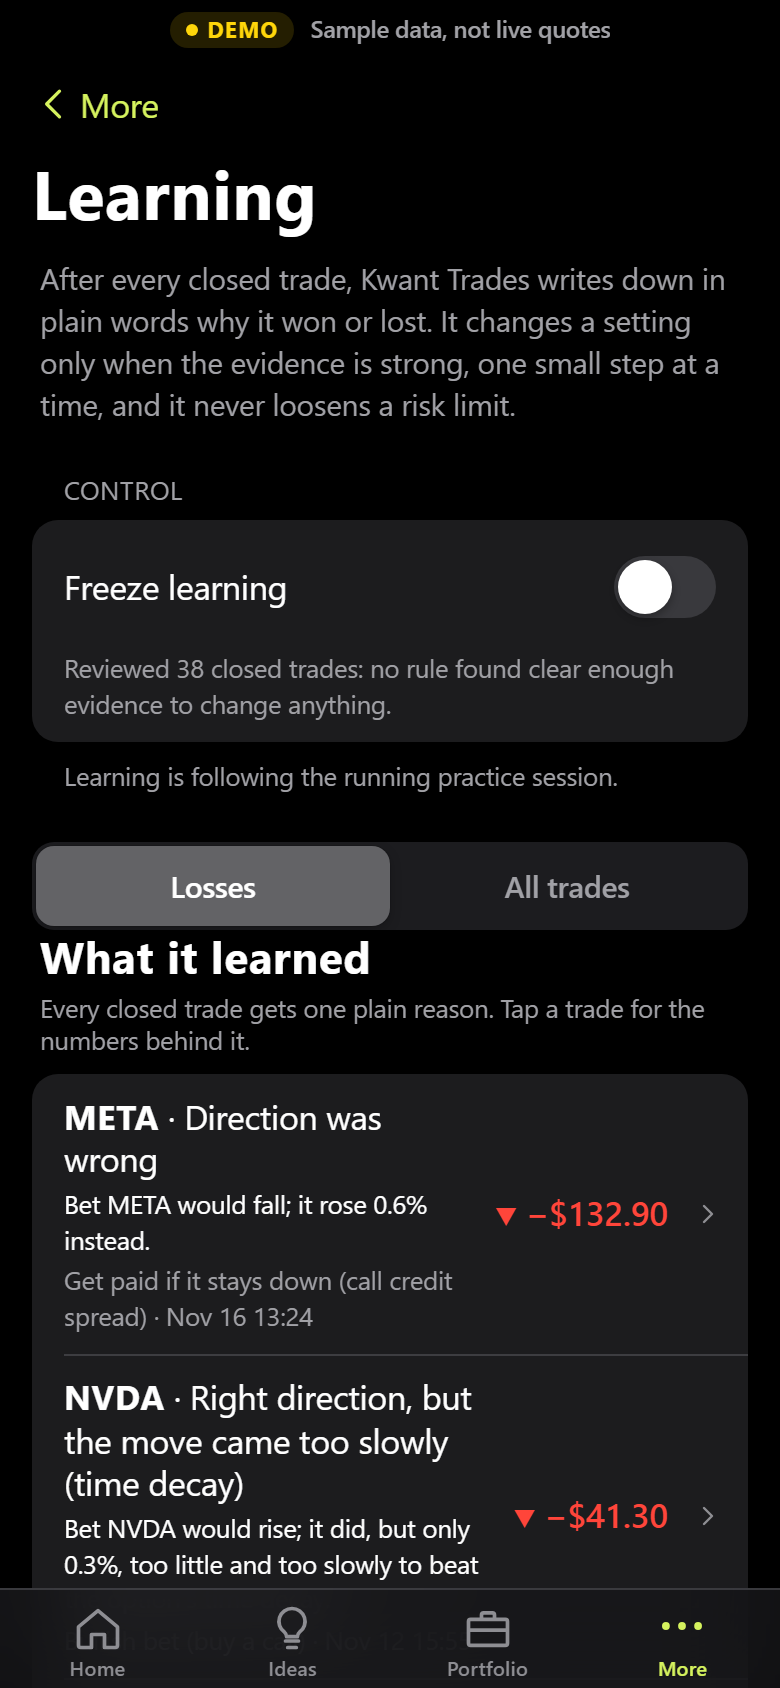 DEMO Sample data, not live quotes
More
Learning
After every closed trade, Kwant Trades writes down in
plain words why it won or lost. It changes a setting
only when the evidence is strong, one small step at a
time, and it never loosens a risk limit.
CONTROL
Freeze learning
Reviewed 38 closed trades: no rule found clear enough
evidence to change anything.
Learning is following the running practice session.
Losses All trades
What it learned
Every closed trade gets one plain reason. Tap a trade for the
numbers behind it.
META · Direction was
wrong
Bet META would fall; it rose 0.6%
instead.
▼ −$132.90
Get paid if it stays down (call credit
spread) · Nov 16 13:24
NVDA · Right direction, but
the move came too slowly
(time decay)
▼ −$41.30
Bet NVDA would rise; it did, but only
0.3%, too little and too slowly to beat
bet (buy a · Nov 12
Home Ideas Portfolio More